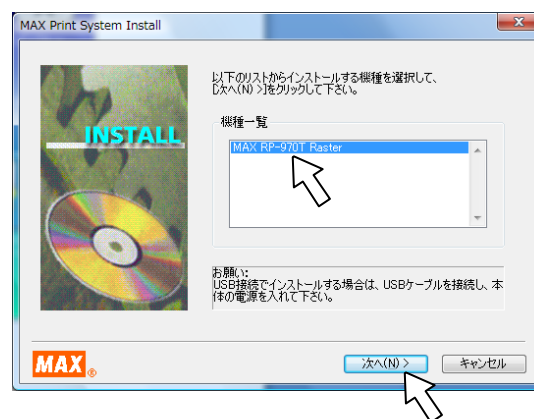 MAX Print System Install
以下のリストからインストールする機種を選択して、
[次へ(N) >]をクリックして下さい。
INSTALL
機種一覧
MAX RP-970T Raster
お願い:
USB接続でインストールする場合は、USBケーブルを接続し、本
体の電源を入れて下さい。
MAX®
次へ(N) >
キャンセル